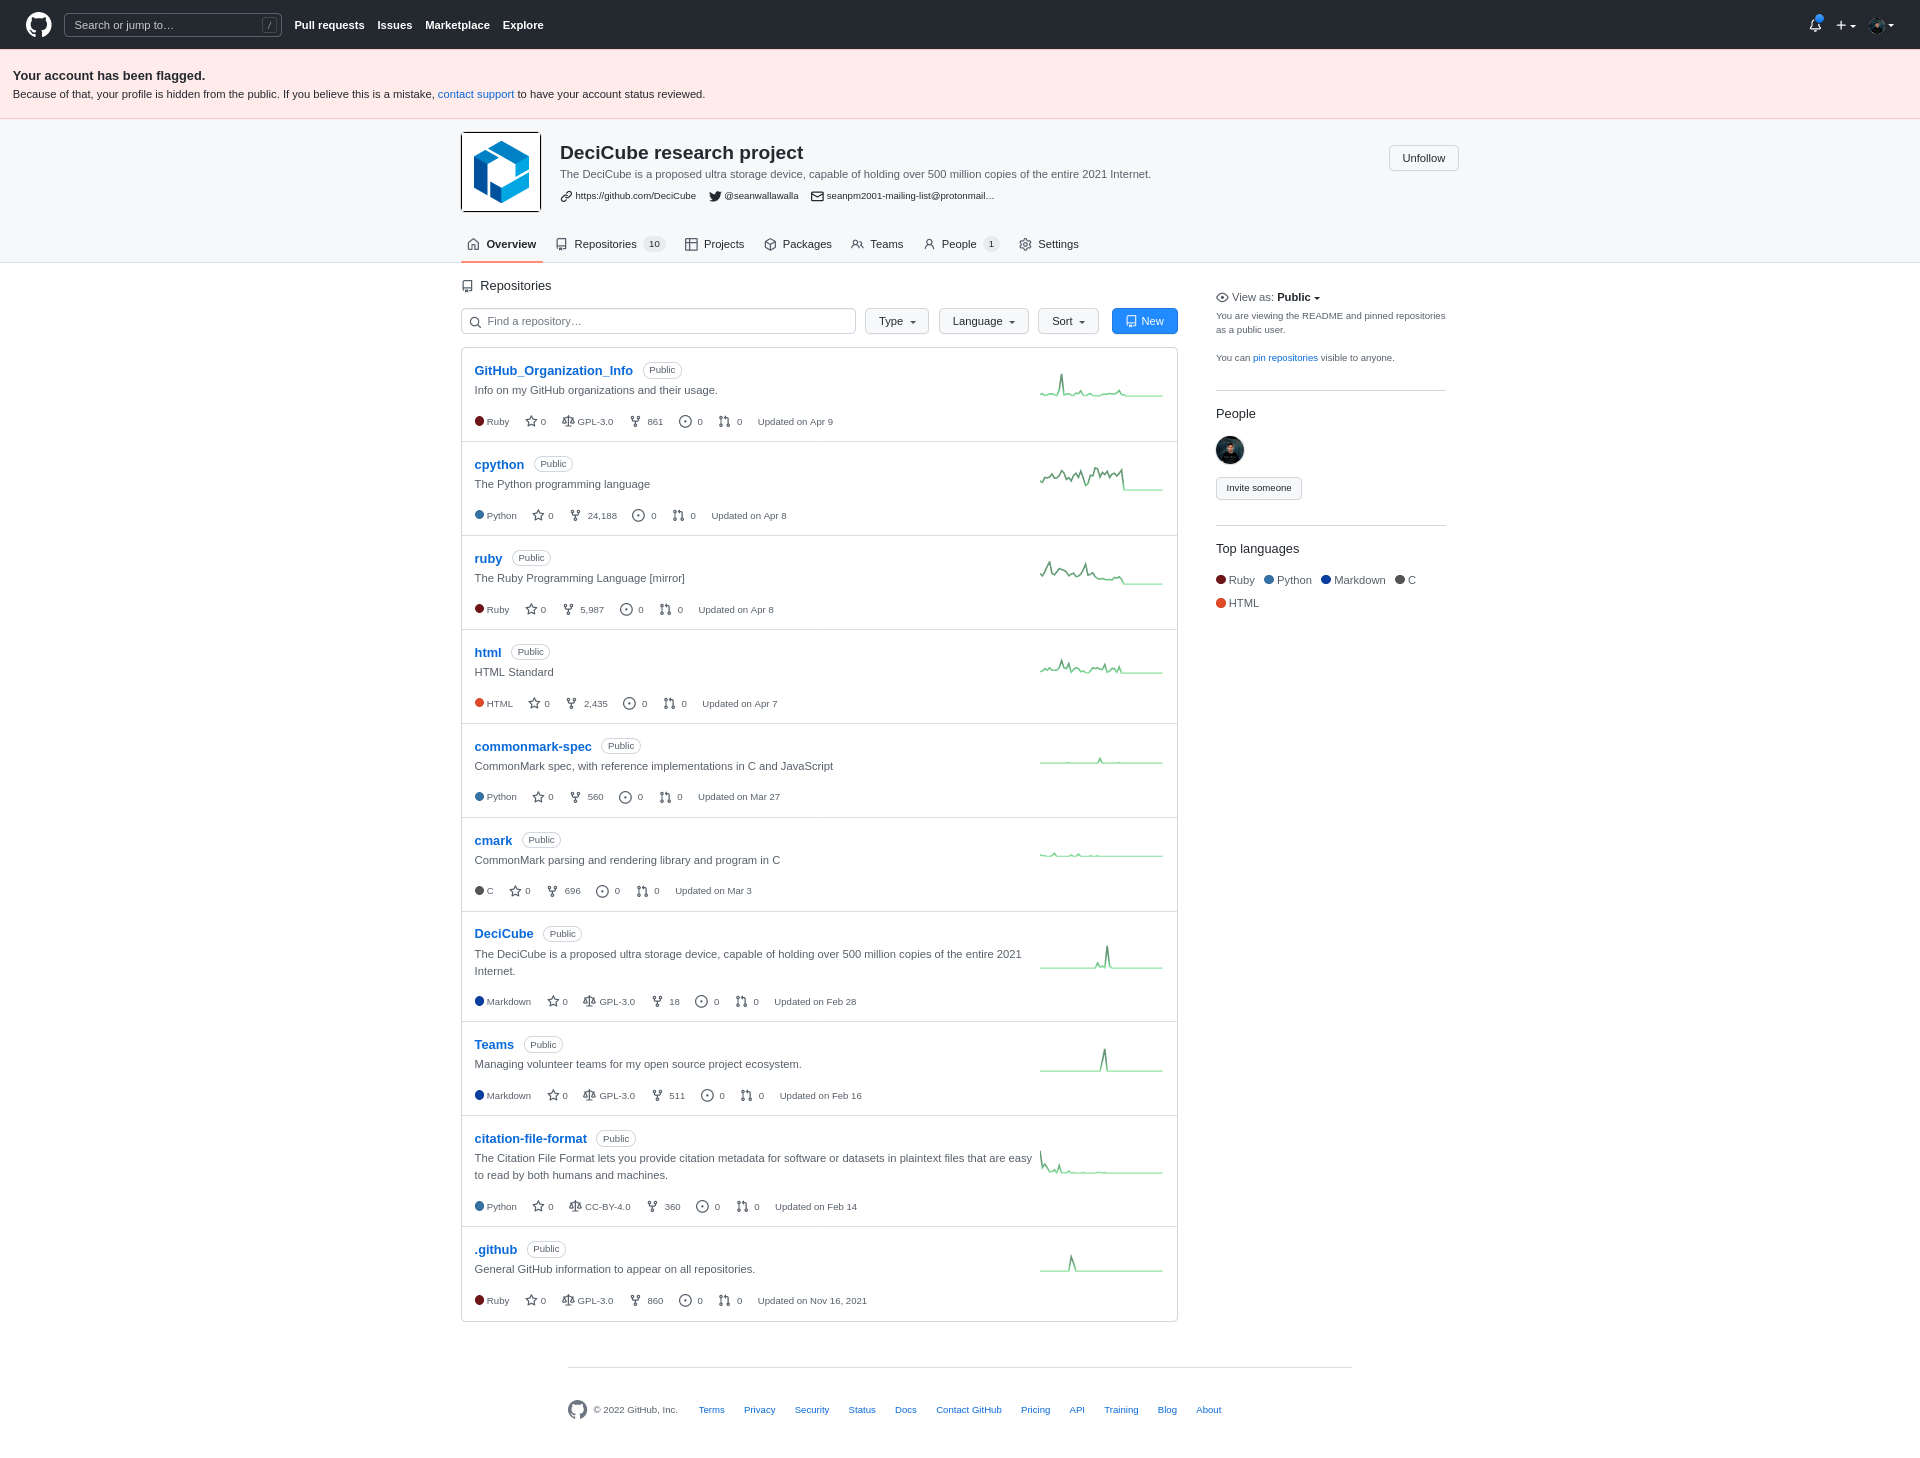 Search or jump to… /
Pull requests Issues Marketplace Explore
Your account has been flagged.
Because of that, your profile is hidden from the public. If you believe this is a mistake, contact support to have your account status reviewed.
DeciCube research project
Unfollow
The DeciCube is a proposed ultra storage device, capable of holding over 500 million copies of the entire 2021 Internet.
https://github.com/DeciCube @seanwallawalla seanpm2001-mailing-list@protonmail…
Overview Repositories 10 Projects Packages Teams People 1 Settings
Repositories
Find a repository… Type Language Sort New
GitHub_Organization_Info Public
Info on my GitHub organizations and their usage.
Ruby 0 GPL-3.0 861 0 0 Updated on Apr 9
cpython Public
The Python programming language
Python 0 24,188 0 0 Updated on Apr 8
ruby Public
The Ruby Programming Language [mirror]
Ruby 0 5,987 0 0 Updated on Apr 8
html Public
HTML Standard
HTML 0 2,435 0 0 Updated on Apr 7
commonmark-spec Public
CommonMark spec, with reference implementations in C and JavaScript
Python 0 560 0 0 Updated on Mar 27
cmark Public
CommonMark parsing and rendering library and program in C
C 0 696 0 0 Updated on Mar 3
DeciCube Public
The DeciCube is a proposed ultra storage device, capable of holding over 500 million copies of the entire 2021
Internet.
Markdown 0 GPL-3.0 18 0 0 Updated on Feb 28
Teams Public
Managing volunteer teams for my open source project ecosystem.
Markdown 0 GPL-3.0 511 0 0 Updated on Feb 16
citation-file-format Public
The Citation File Format lets you provide citation metadata for software or datasets in plaintext files that are easy
to read by both humans and machines.
Python 0 CC-BY-4.0 360 0 0 Updated on Feb 14
.github Public
General GitHub information to appear on all repositories.
Ruby 0 GPL-3.0 860 0 0 Updated on Nov 16, 2021
View as: Public
You are viewing the README and pinned repositories
as a public user.
You can pin repositories visible to anyone.
People
Invite someone
Top languages
Ruby Python Markdown C
HTML
© 2022 GitHub, Inc. Terms Privacy Security Status Docs Contact GitHub Pricing API Training Blog About